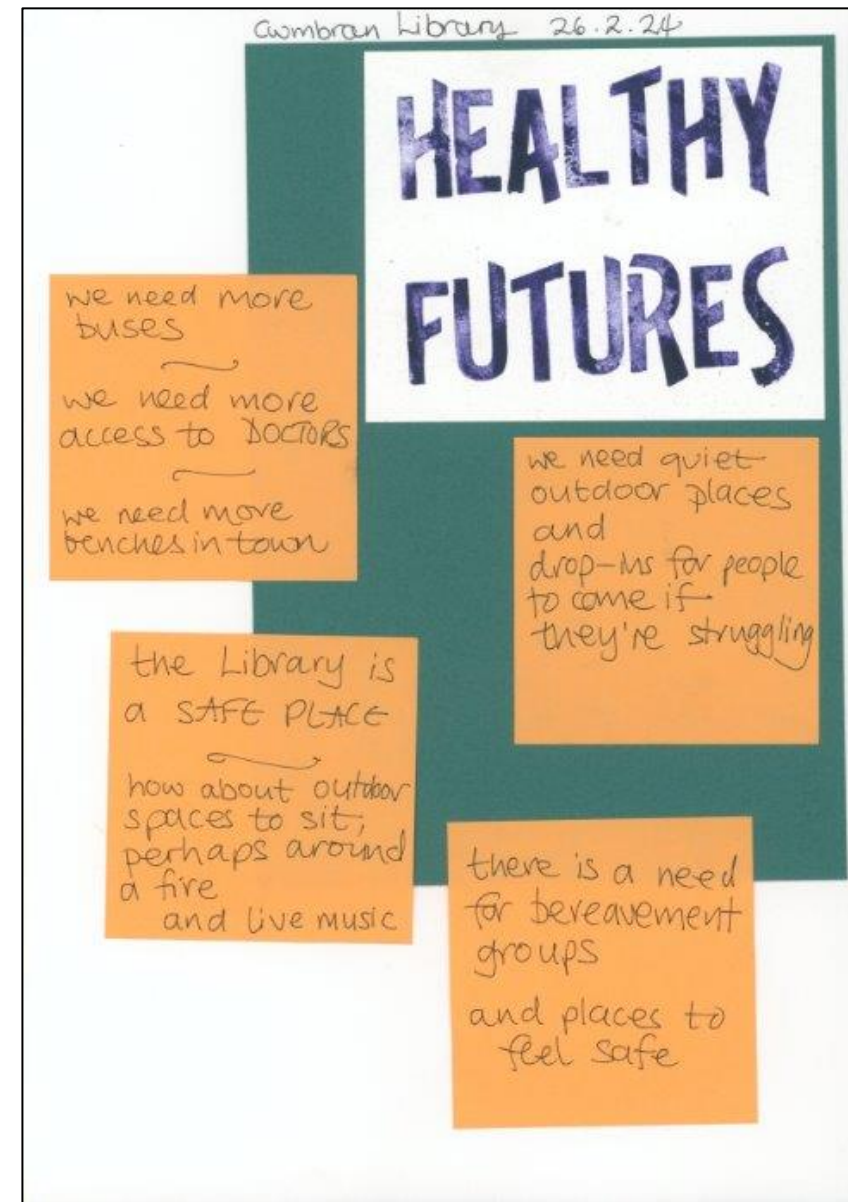 Cwmbran Library 26.2.24
HEALTHY
FUTURES
we need more
buses
we need more
access to DOCTORS
we need more
benches in town
we need quiet
outdoor places
and
drop-ins for people
to come if
they're struggling
the Library is
a SAFE PLACE
how about outdoor
spaces to sit,
perhaps around
a fire
and live music
there is a need
for bereavement
groups
and places to
feel safe